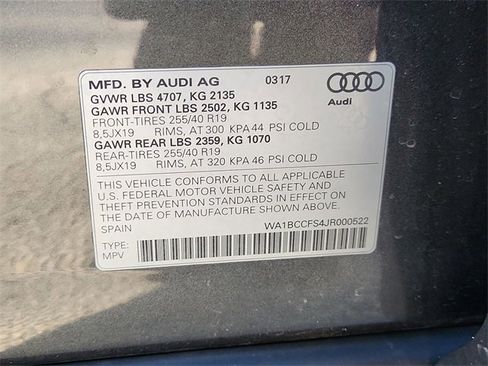 MFD. BY AUDI AG 0317
GVWR LBS 4707, KG 2135
GAWR FRONT LBS 2502, KG 1135
FRONT-TIRES 255/40 R19
8,5JX19 RIMS, AT 300 KPA 44 PSI COLD
GAWR REAR LBS 2359, KG 1070
REAR-TIRES 255/40 R19
8,5JX19 RIMS, AT 320 KPA 46 PSI COLD
Audi
THIS VEHICLE CONFORMS TO ALL APPLICABLE
U.S. FEDERAL MOTOR VEHICLE SAFETY AND
THEFT PREVENTION STANDARDS IN EFFECT ON
THE DATE OF MANUFACTURE SHOWN ABOVE.
SPAIN WA1BCCFS4JR000522
TYPE:
MPV